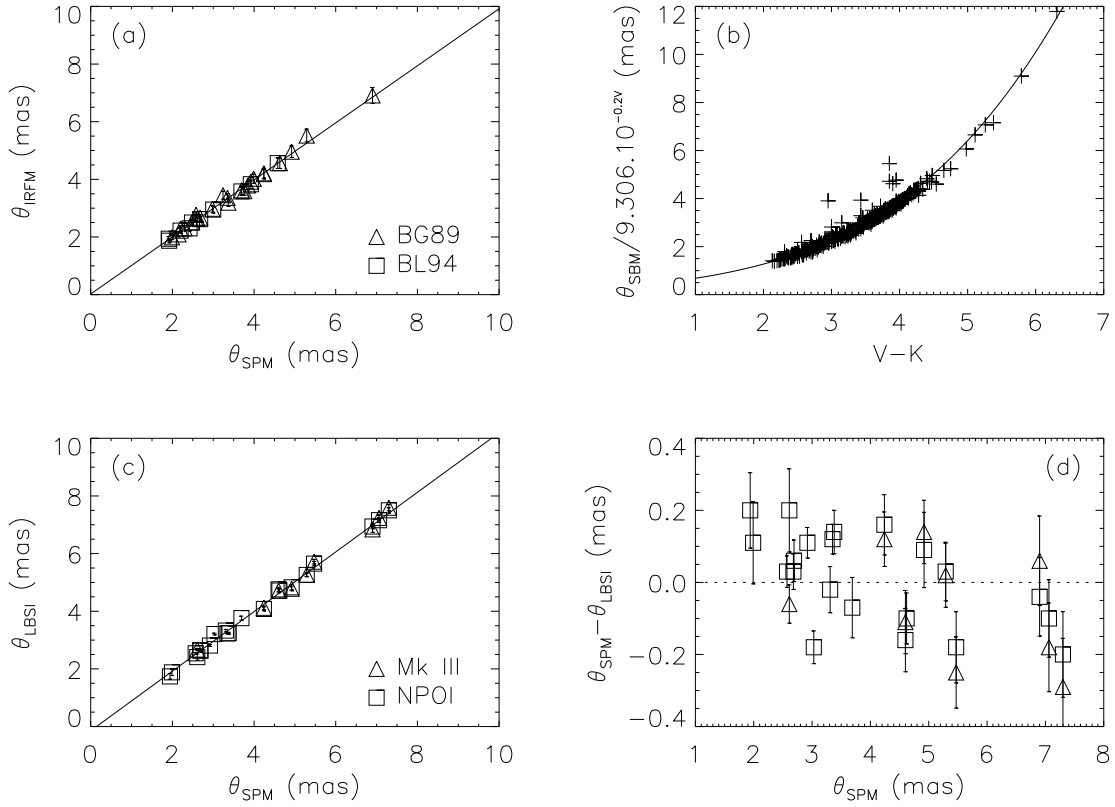 (a)
10
8
6
4
2
0
θIRFM (mas)
△ BG89
□ BL94
0 2 4 6 8 10
θSPM (mas)
(b)
12
10
8
6
4
2
0
θSBM/9.306.10^-0.2V (mas)
1 2 3 4 5 6 7
V−K
(c)
10
8
6
4
2
0
θLBSI (mas)
△ Mk III
□ NPOI
0 2 4 6 8 10
θSPM (mas)
(d)
0.4
0.2
0.0
−0.2
−0.4
θSPM−θLBSI (mas)
1 2 3 4 5 6 7 8
θSPM (mas)